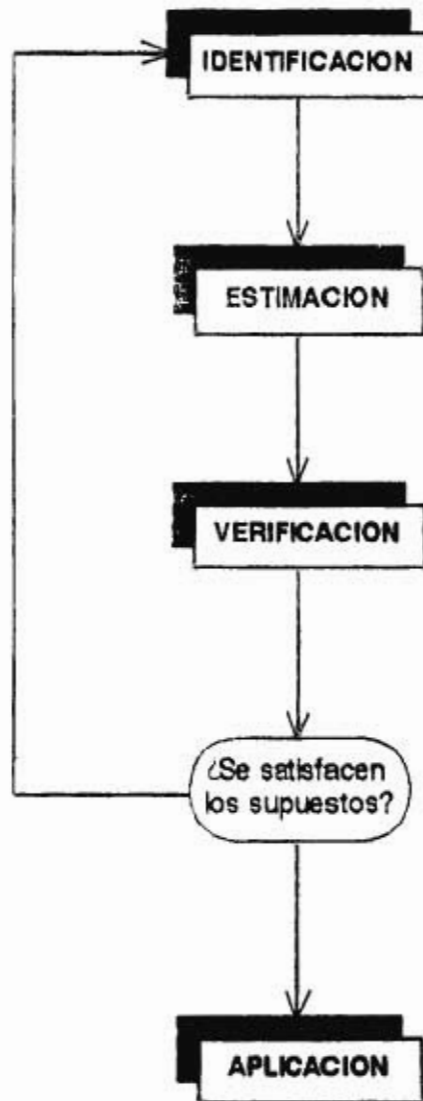 IDENTIFICACION
ESTIMACION
VERIFICACION
¿Se satisfacen
los supuestos?
APLICACION